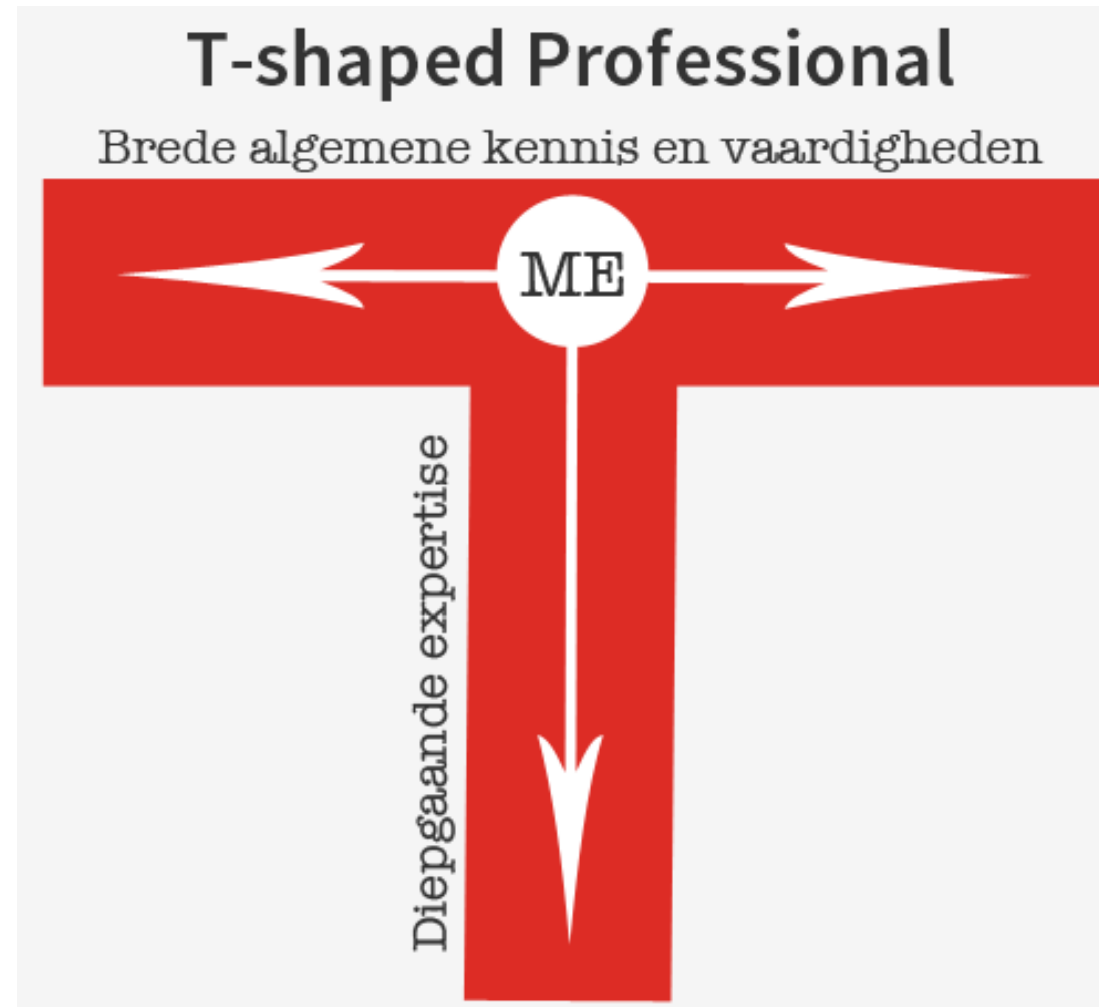 T-shaped Professional
Brede algemene kennis en vaardigheden
ME
Diepgaande expertise